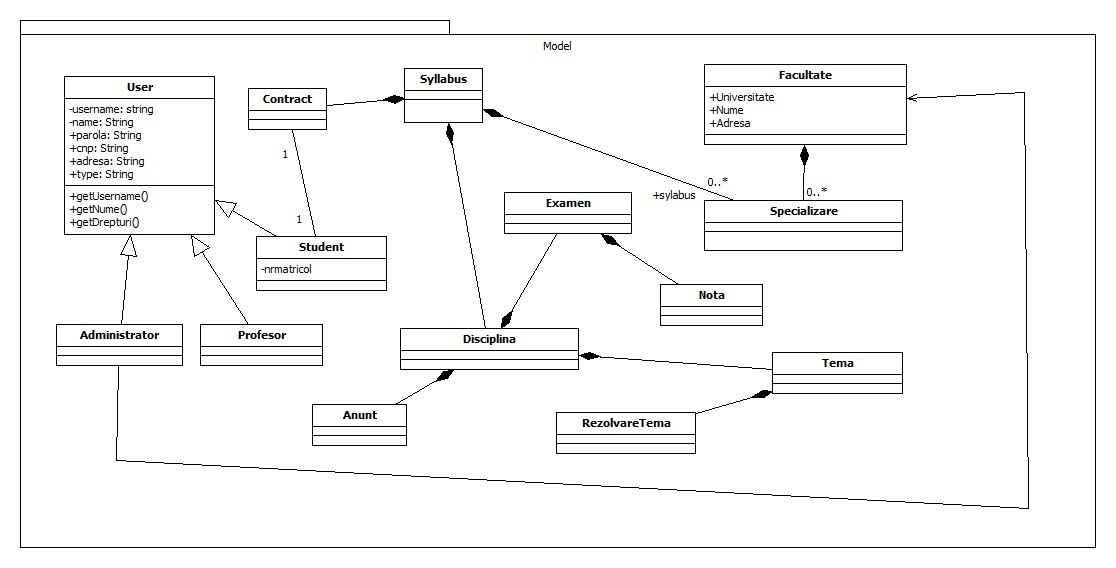 Model
User
-username: string
-name: String
+parola: String
+cnp: String
+adresa: String
+type: String
+getUsername()
+getNume()
+getDrepturi()
Contract
Syllabus
Facultate
+Universitate
+Nume
+Adresa
1
1
0..*
+sylabus
0..*
Examen
Specializare
Student
-nrmatricol
Nota
Administrator
Profesor
Disciplina
Tema
Anunt
RezolvareTema